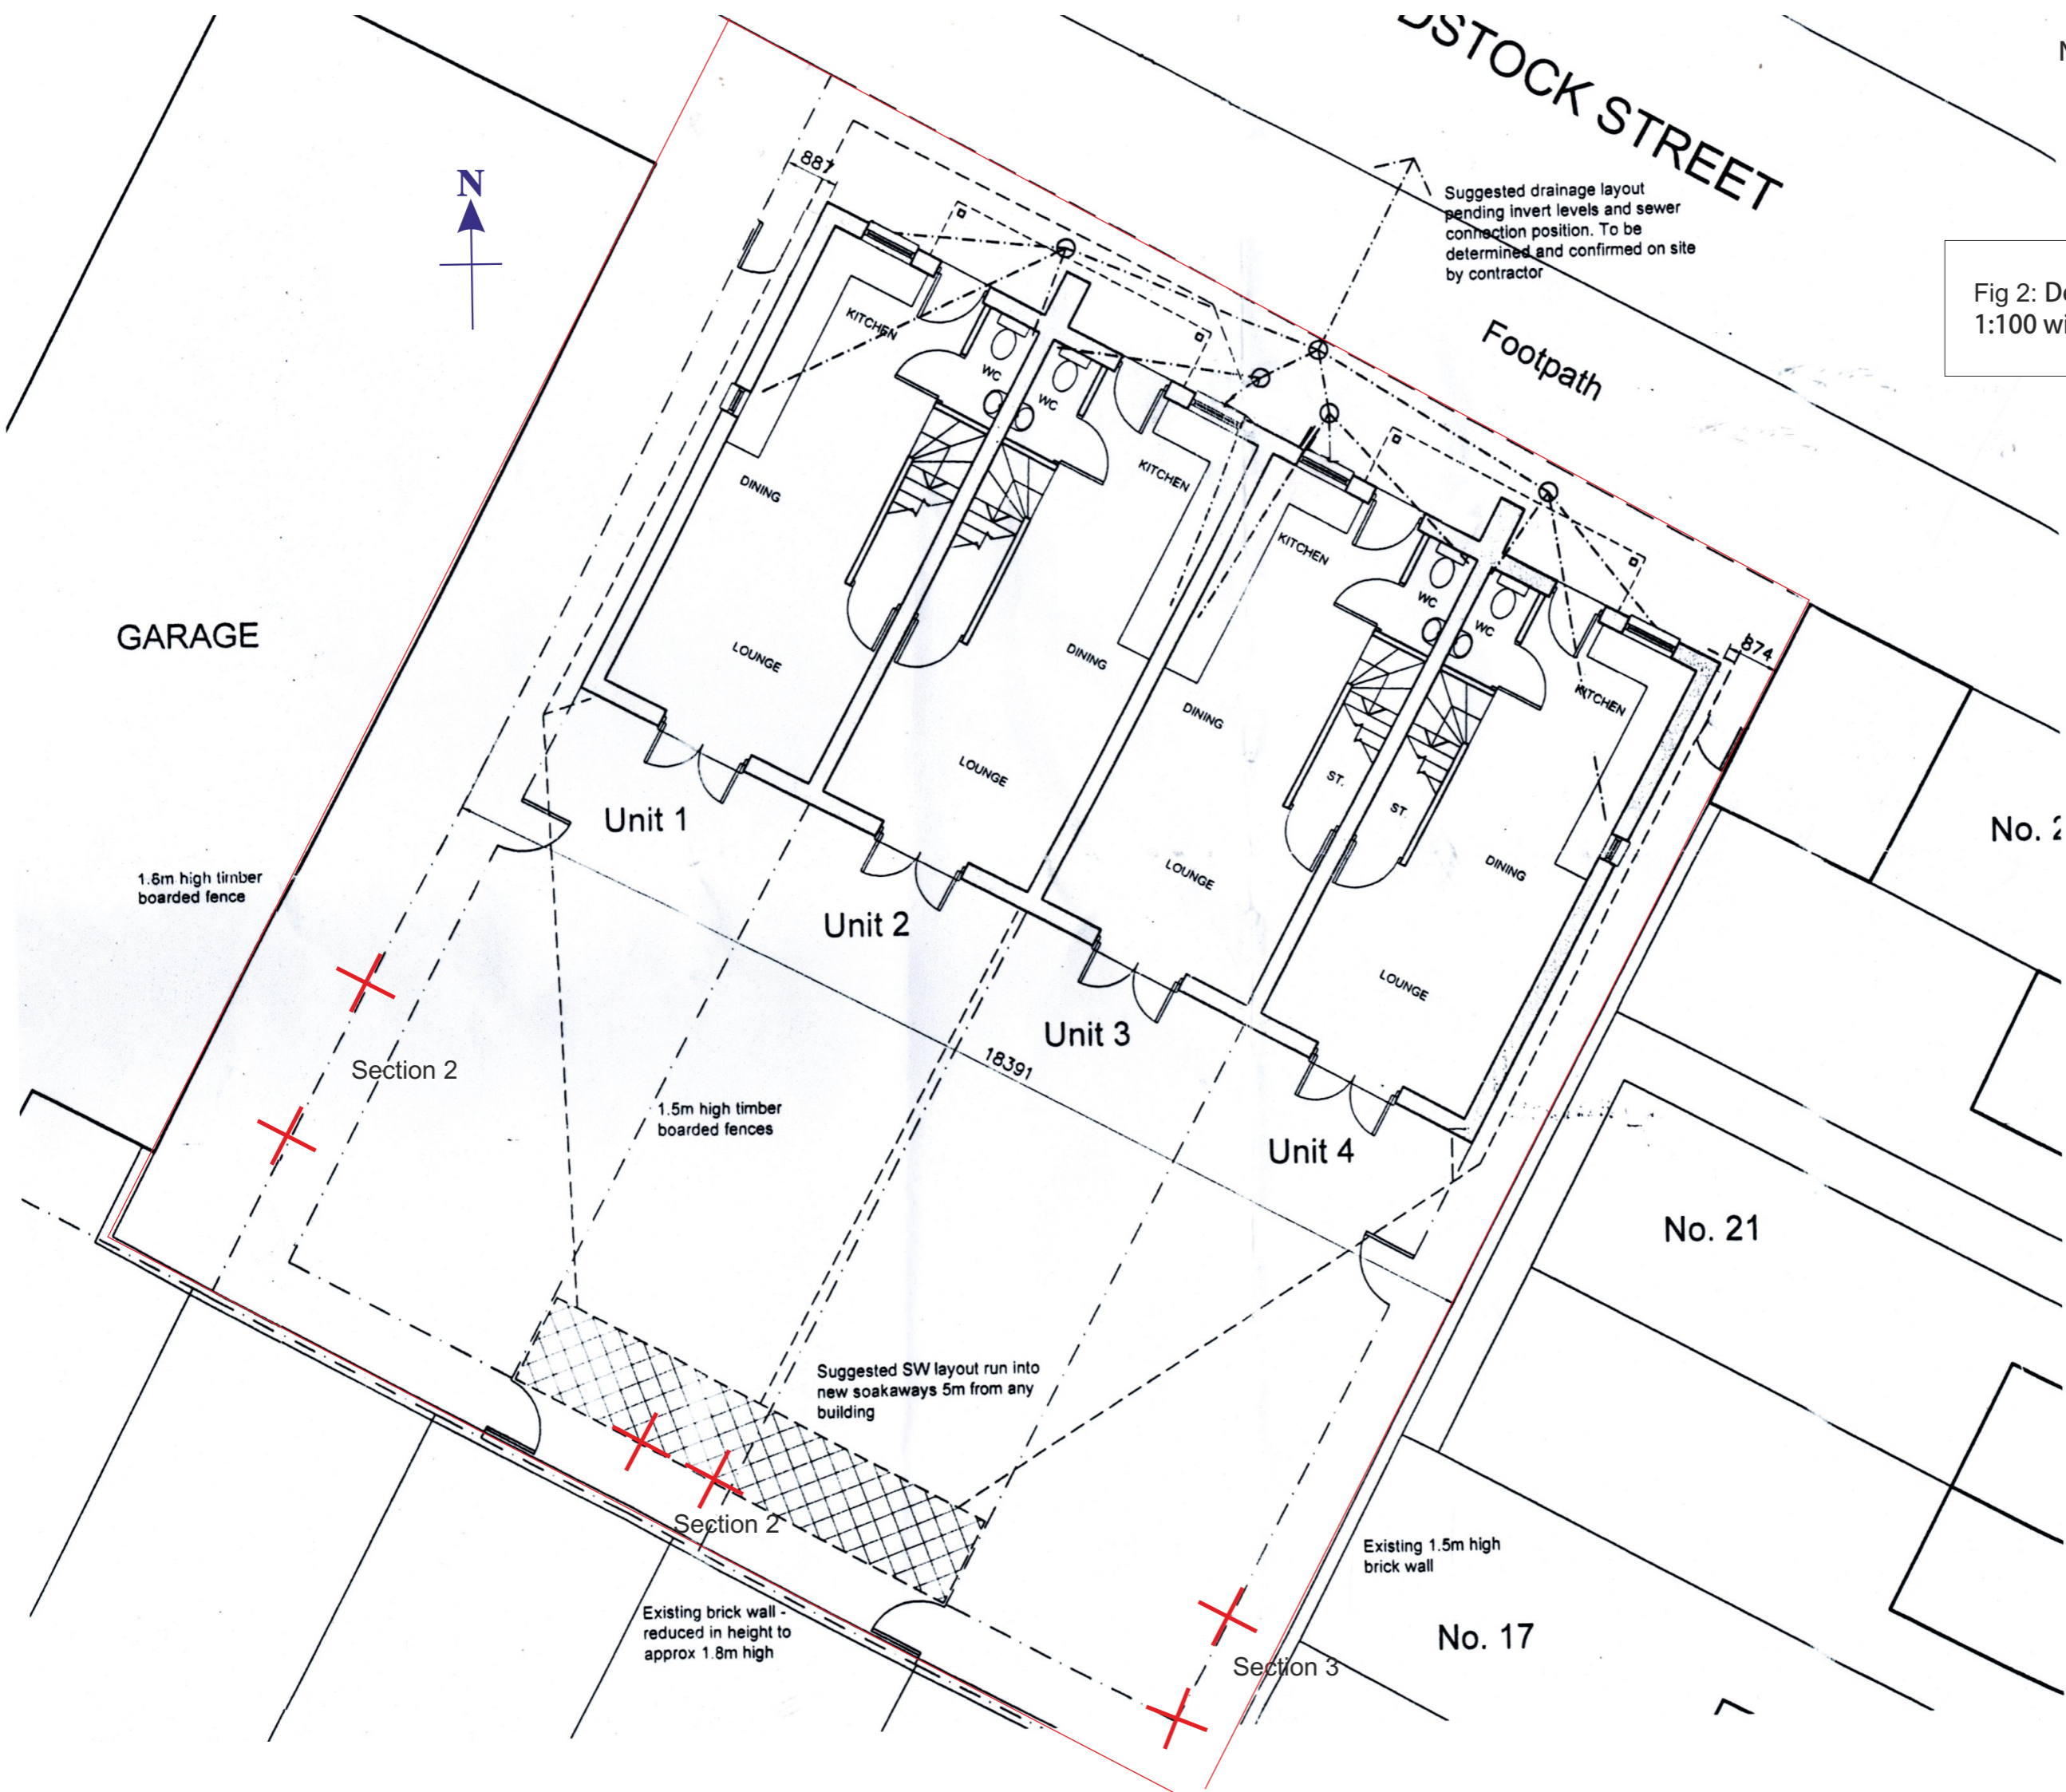 DSTOCK STREET
N
887
Suggested drainage layout
pending invert levels and sewer
connection position. To be
determined and confirmed on site
by contractor
Fig 2:
1:100
Footpath
KITCHEN
WC
WC
KITCHEN
DINING
KITCHEN
WC
WC
GARAGE
LOUNGE
DINING
874
KITCHEN
DINING
LOUNGE
ST.
ST.
Unit 1
No. 2
DINING
LOUNGE
1.6m high timber
boarded fence
Unit 2
LOUNGE
Unit 3
18391
Section 2
1.5m high timber
boarded fences
Unit 4
No. 21
Suggested SW layout run into
new soakaways 5m from any
building
Section 2
Existing 1.5m high
brick wall
Existing brick wall -
reduced in height to
approx 1.8m high
No. 17
Section 3